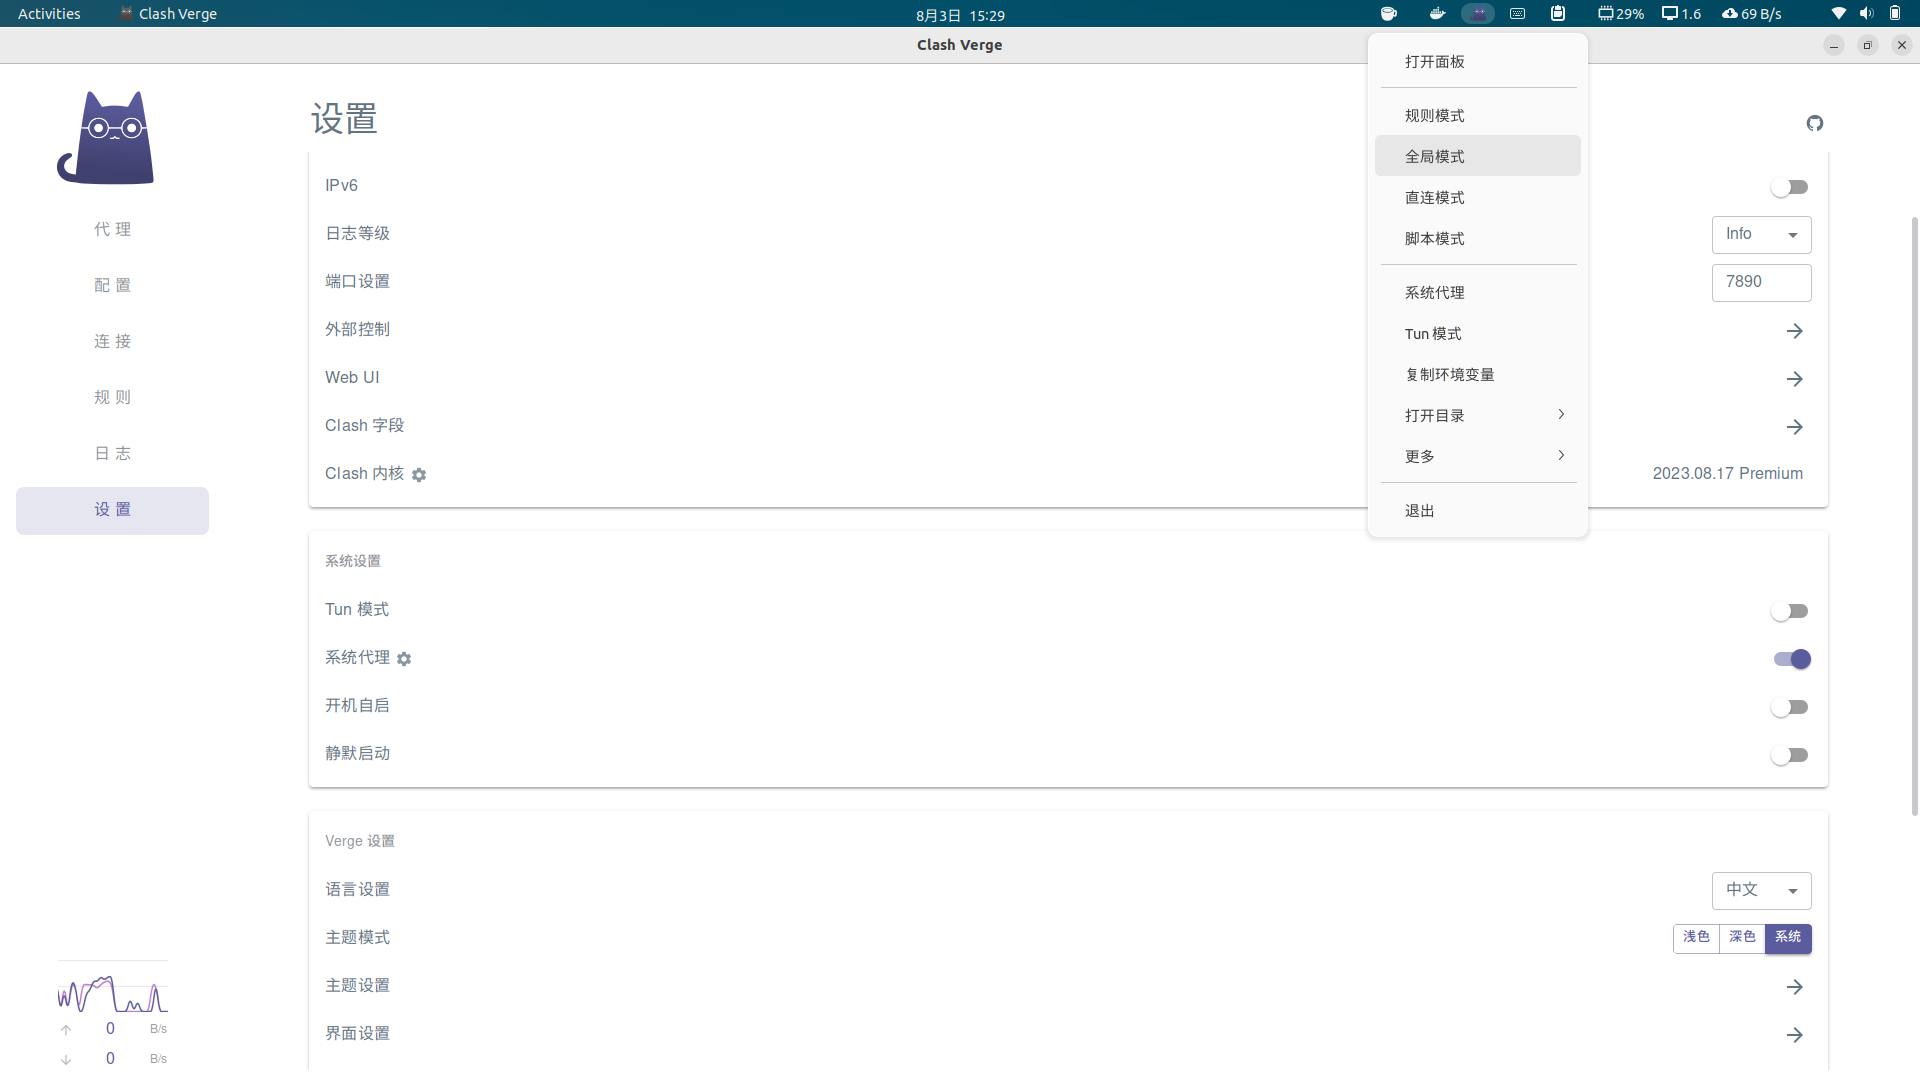 Activities
Clash Verge
8月3日 15:29
29%
1.6
69 B/s
Clash Verge
打开面板
规则模式
全局模式
直连模式
脚本模式
系统代理
Tun 模式
复制环境变量
打开目录
更多
退出
代理
配置
连接
规则
日志
设置
0 B/s
0 B/s
设置
IPv6
日志等级
Info
端口设置
7890
外部控制
Web UI
Clash 字段
Clash 内核
2023.08.17 Premium
系统设置
Tun 模式
系统代理
开机自启
静默启动
Verge 设置
语言设置
中文
主题模式
浅色 深色 系统
主题设置
界面设置